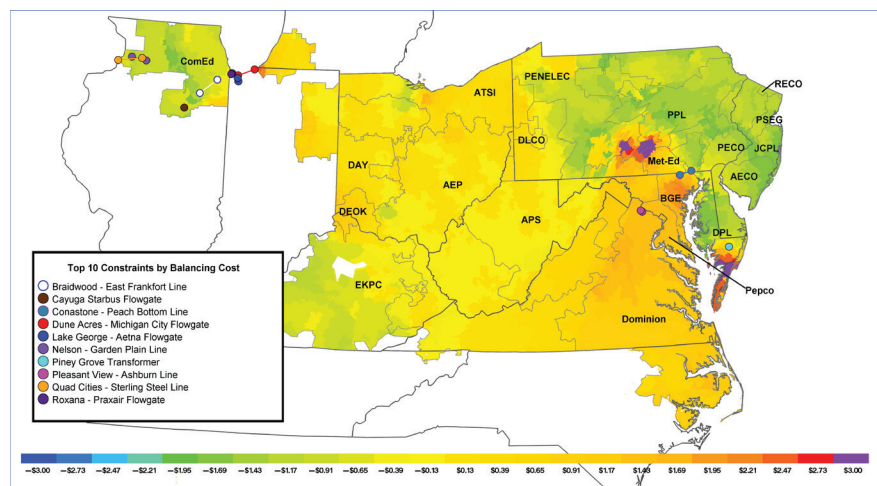 ComEd
PENELEC
ATSI
RECO
PPL
PSEG
DLCO
Met-Ed
PECO
JCPL
DAY
AEP
AECO
DEOK
APS
BGE
DPL
EKPC
Pepco
Dominion
Top 10 Constraints by Balancing Cost
Braidwood - East Frankfort Line
Cayuga Starbus Flowgate
Conastone - Peach Bottom Line
Dune Acres - Michigan City Flowgate
Lake George - Aetna Flowgate
Nelson - Garden Plain Line
Piney Grove Transformer
Pleasant View - Ashburn Line
Quad Cities - Sterling Steel Line
Roxana - Praxair Flowgate
—$3.00 —$2.73 —$2.47 —$2.21 —$1.95 —$1.69 —$1.43 —$1.17 —$0.91 —$0.65 —$0.39 —$0.13 $0.13 $0.39 $0.65 $0.91 $1.17 $1.43 $1.69 $1.95 $2.21 $2.47 $2.73 $3.00